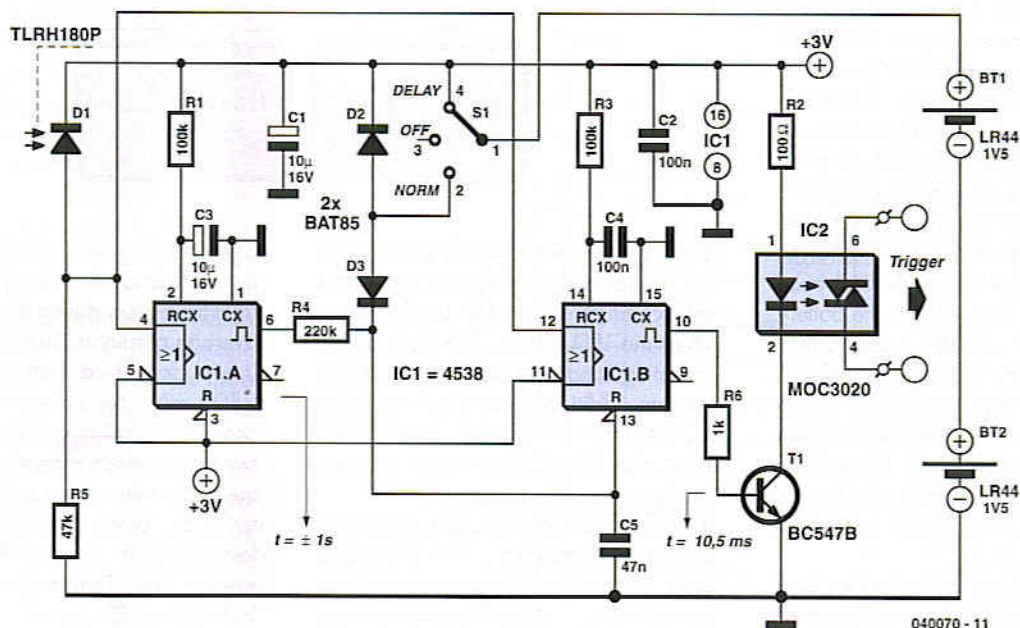 TLRH180P
+3V
D1
R1
100k
C1
10µ
16V
D2
DELAY
4
S1
OFF
3
1
NORM
2
2x
BAT85
R3
100k
C2
100n
16
IC1
8
R2
100Ω
BT1
LR44
1V5
C3
10µ
16V
D3
C4
100n
IC2
1
6
2
4
Trigger
MOC3020
2
1
4
RCX
CX
6
≥1
5
IC1.A
7
R
3
+3V
R4
220k
IC1 = 4538
14
15
12
RCX
CX
10
≥1
11
IC1.B
9
R
13
R6
1k
T1
BC547B
BT2
LR44
1V5
R5
47k
t = ± 1s
C5
47n
t = 10,5 ms
040070 - 11